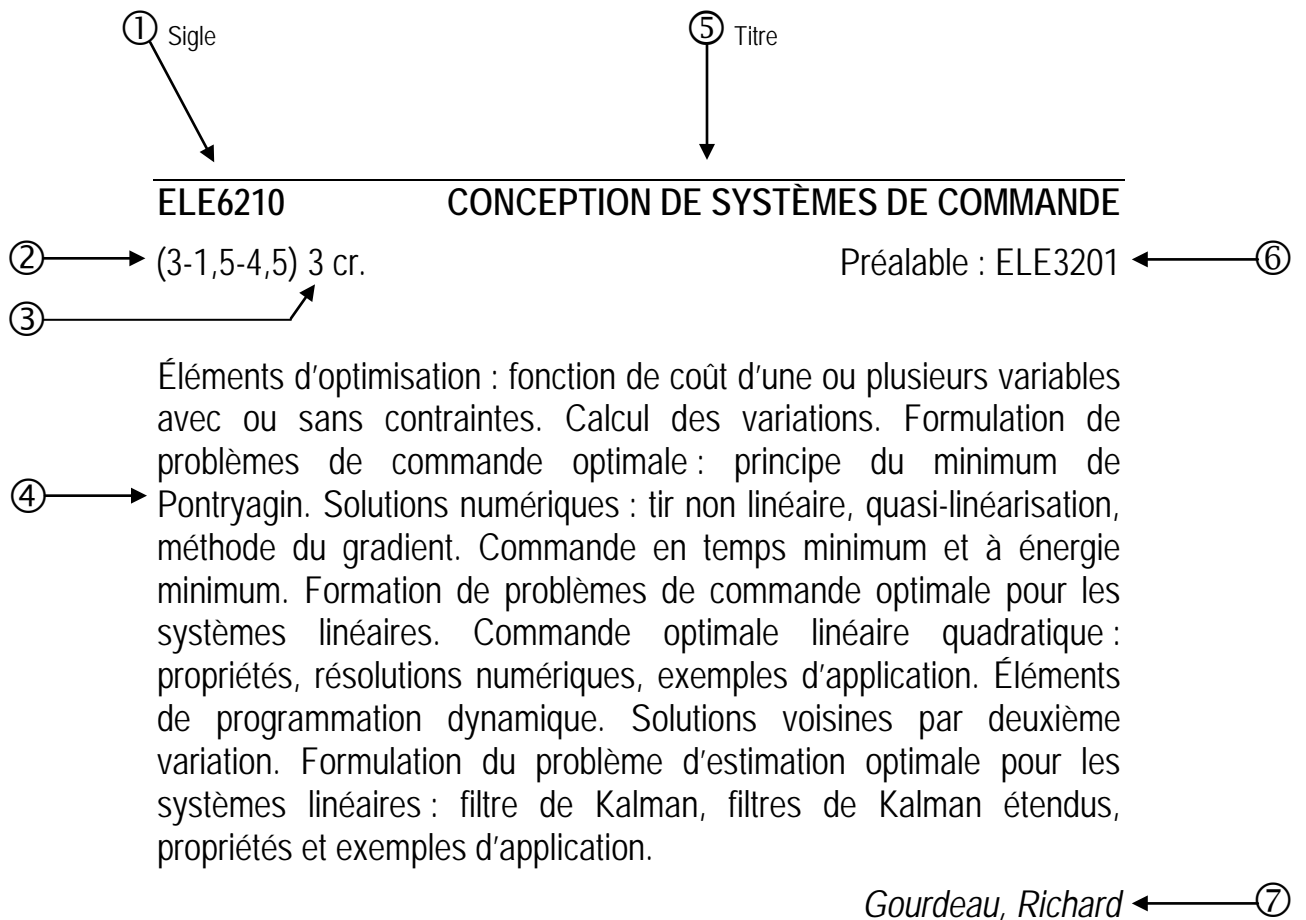 ① Sigle ⑤ Titre
ELE6210 CONCEPTION DE SYSTÈMES DE COMMANDE
② (3-1,5-4,5) 3 cr. Préalable : ELE3201 ⑥
③
Éléments d'optimisation : fonction de coût d'une ou plusieurs variables
avec ou sans contraintes. Calcul des variations. Formulation de
problèmes de commande optimale : principe du minimum de
④ Pontryagin. Solutions numériques : tir non linéaire, quasi-linéarisation,
méthode du gradient. Commande en temps minimum et à énergie
minimum. Formation de problèmes de commande optimale pour les
systèmes linéaires. Commande optimale linéaire quadratique :
propriétés, résolutions numériques, exemples d'application. Éléments
de programmation dynamique. Solutions voisines par deuxième
variation. Formulation du problème d'estimation optimale pour les
systèmes linéaires : filtre de Kalman, filtres de Kalman étendus,
propriétés et exemples d'application.
Gourdeau, Richard ⑦